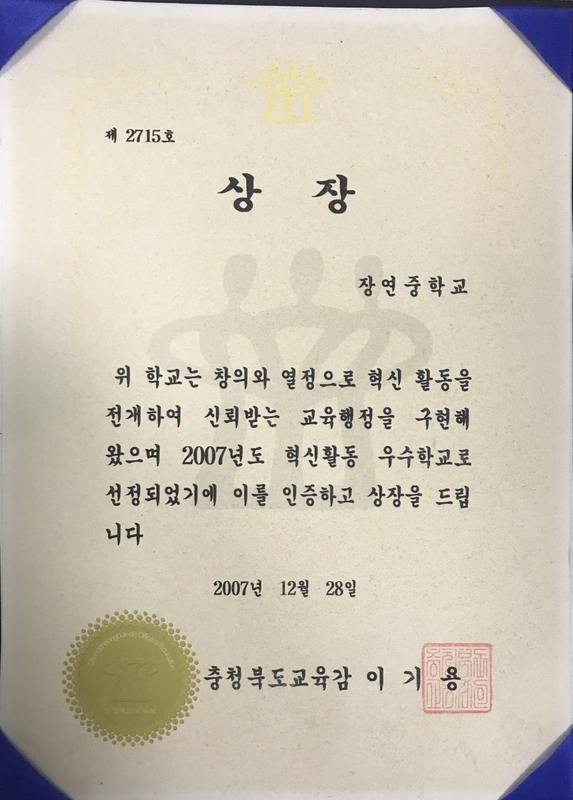 제 2715호
상 장
장연중학교
위 학교는 창의와 열정으로 혁신 활동을
전개하여 신뢰받는 교육행정을 구현해
왔으며 2007년도 혁신활동 우수학교로
선정되었기에 이를 인증하고 상장을 드립
니다
2007년 12월 28일
충청북도교육감 이 기 용